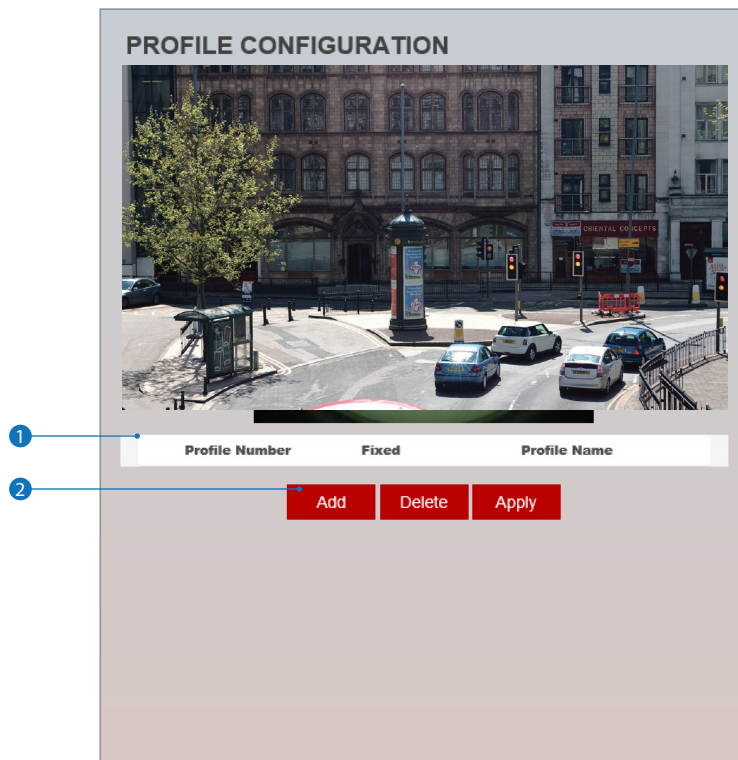 PROFILE CONFIGURATION
ORIENTAL CONCEPTS
1
Profile Number Fixed Profile Name
2
Add Delete Apply